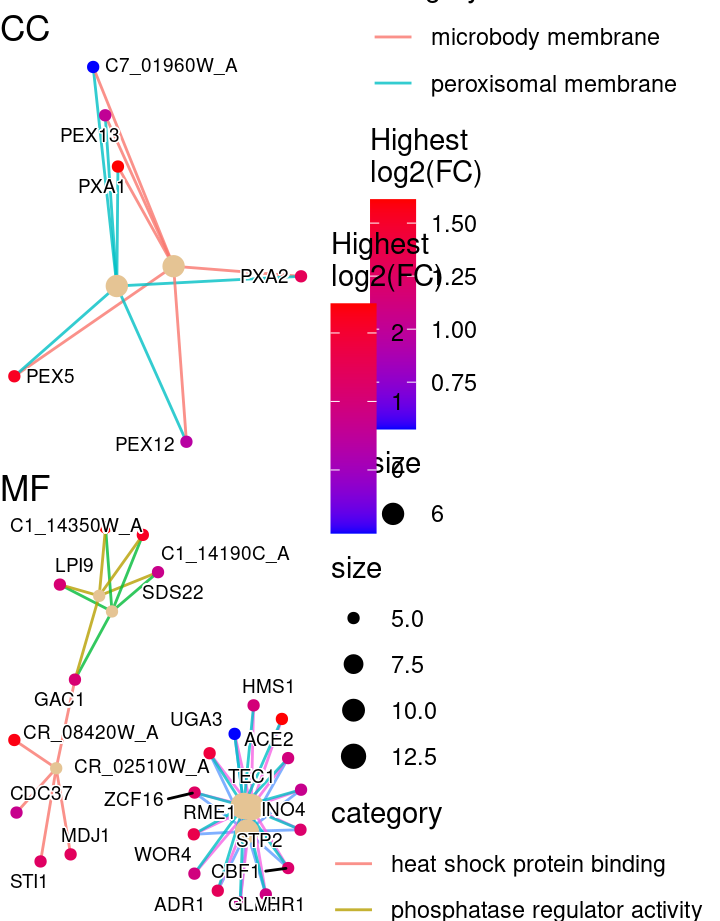 CC
microbody membrane
C7_01960W_A
peroxisomal membrane
PEX13
Highest
log2(FC)
PXA1
1.50
Highest
log2(FC)
1.25
PXA2
2
1.00
PEX5
1
0.75
PEX12
0
size
MF
6
C1_14350W_A
C1_14190C_A
LPI9
size
SDS22
5.0
7.5
HMS1
GAC1
10.0
UGA3
CR_08420W_A
ACE2
12.5
CR_02510W_A
TEC1
CDC37
ZCF16
INO4
RME1
category
MDJ1
STP2
WOR4
heat shock protein binding
CBF1
STI1
ADR1
phosphatase regulator activity